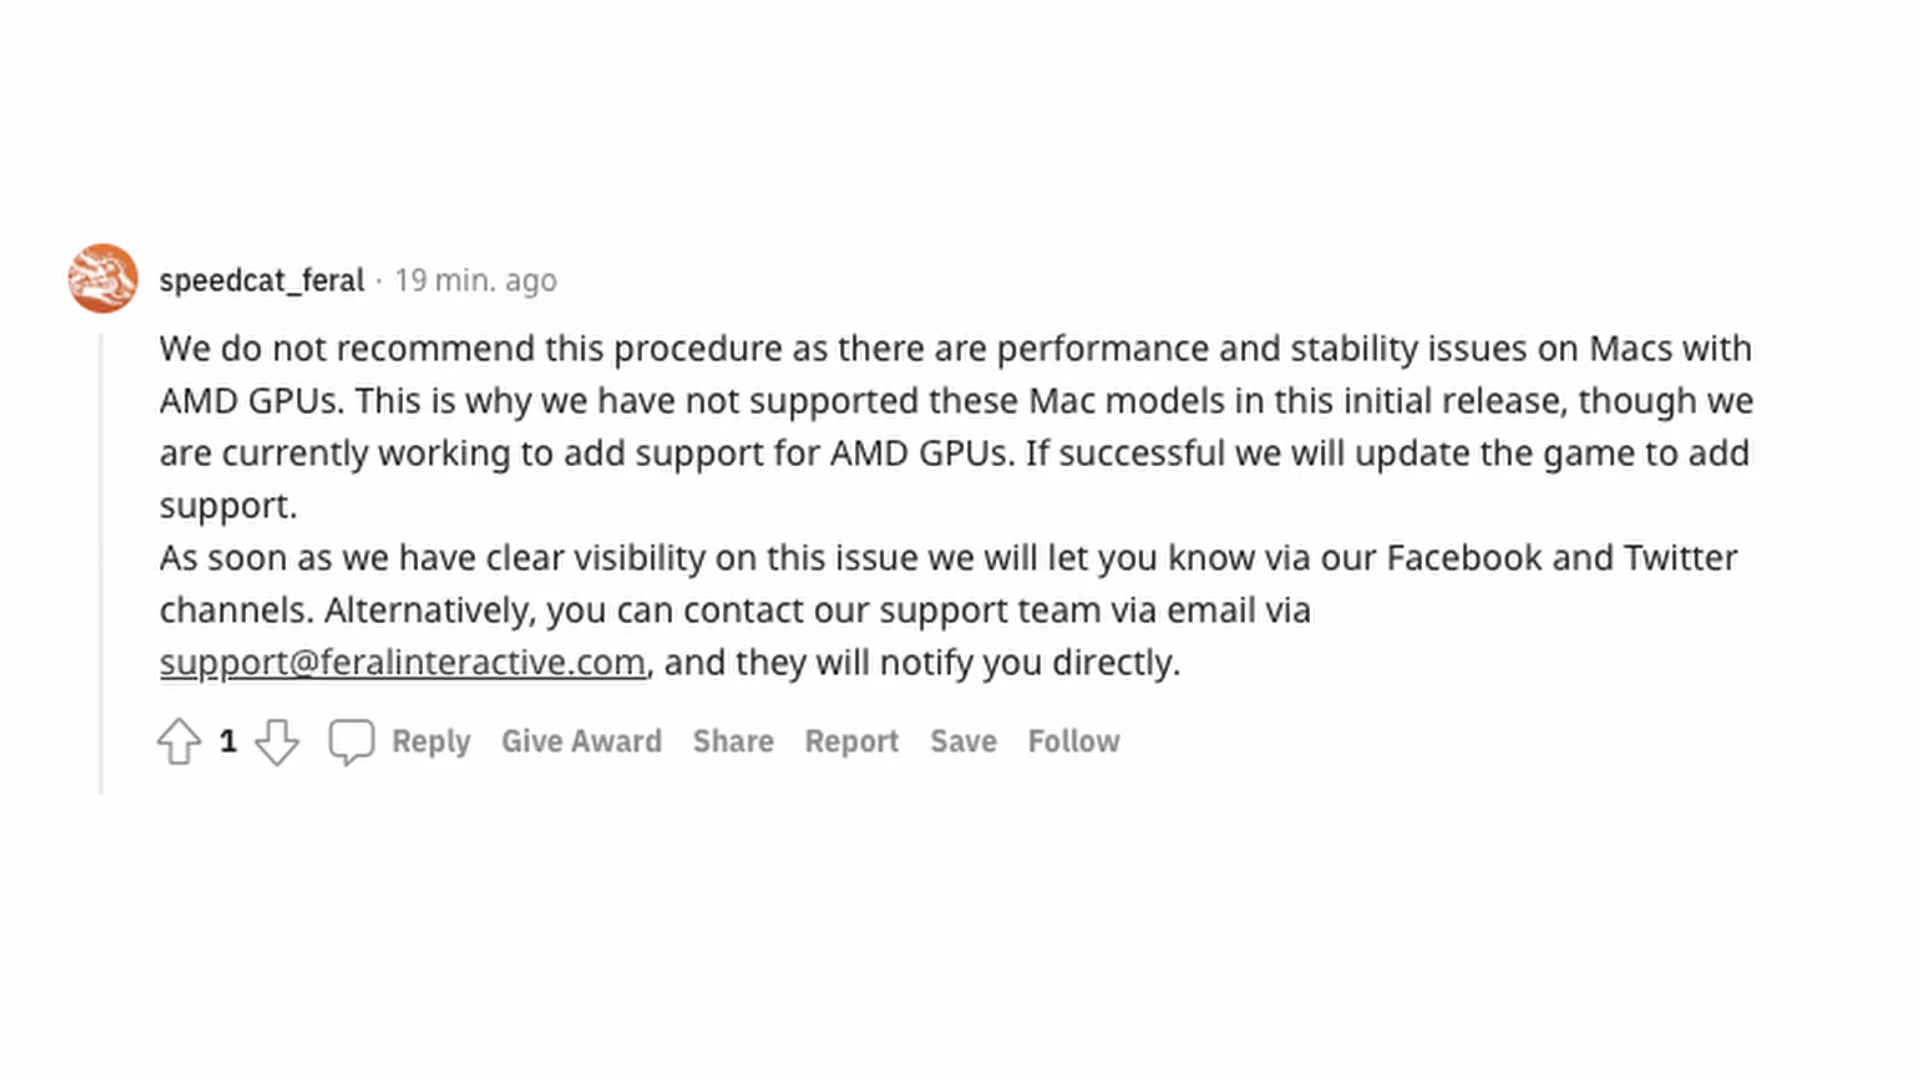 speedcat_feral · 19 min. ago
We do not recommend this procedure as there are performance and stability issues on Macs with
AMD GPUs. This is why we have not supported these Mac models in this initial release, though we
are currently working to add support for AMD GPUs. If successful we will update the game to add
support.
As soon as we have clear visibility on this issue we will let you know via our Facebook and Twitter
channels. Alternatively, you can contact our support team via email via
support@feralinteractive.com, and they will notify you directly.
1 Reply Give Award Share Report Save Follow